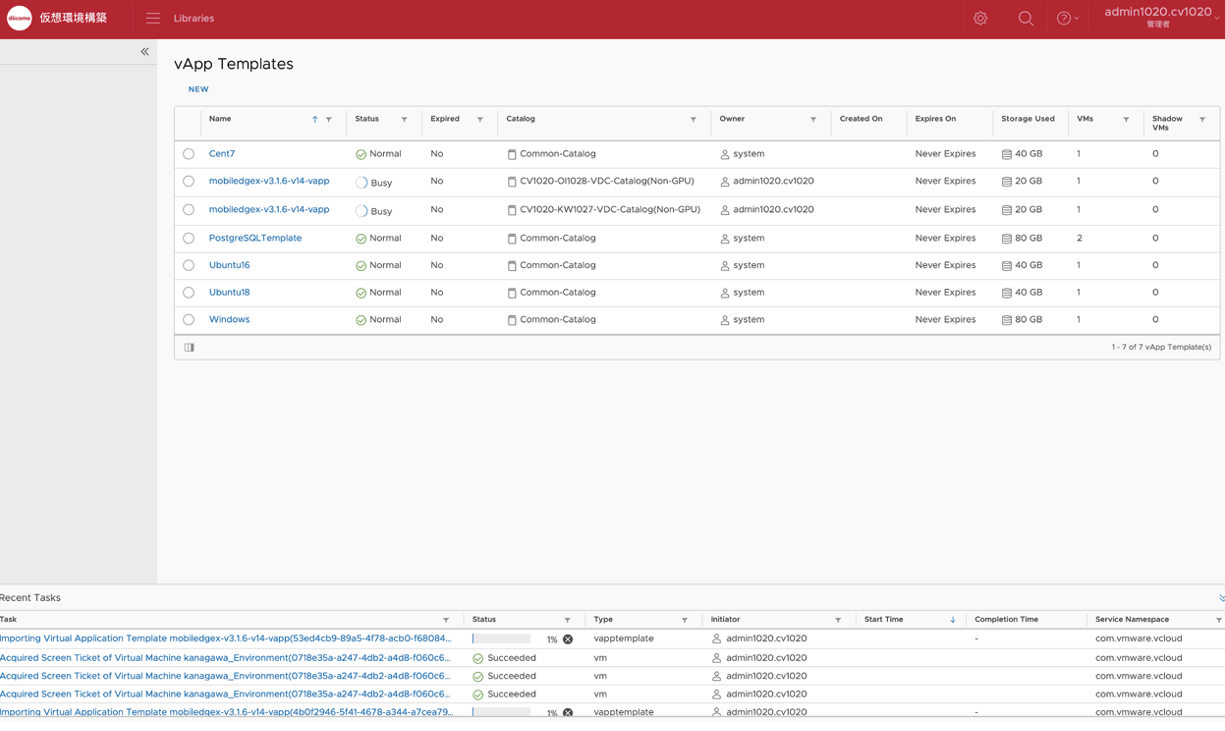 docomo 仮想環境構築 Libraries admin1020.cv1020
管理者
vApp Templates
NEW
Name Status Expired Catalog Owner Created On Expires On Storage Used VMs Shadow VMs
Cent7 Normal No Common-Catalog system Never Expires 40 GB 1 0
mobiledgex-v3.1.6-v14-vapp Busy No CV1020-OI1028-VDC-Catalog(Non-GPU) admin1020.cv1020 Never Expires 20 GB 1 0
mobiledgex-v3.1.6-v14-vapp Busy No CV1020-KW1027-VDC-Catalog(Non-GPU) admin1020.cv1020 Never Expires 20 GB 1 0
PostgreSQLTemplate Normal No Common-Catalog system Never Expires 80 GB 2 0
Ubuntu16 Normal No Common-Catalog system Never Expires 40 GB 1 0
Ubuntu18 Normal No Common-Catalog system Never Expires 40 GB 1 0
Windows Normal No Common-Catalog system Never Expires 80 GB 1 0
1 - 7 of 7 vApp Template(s)
Recent Tasks
Task Status Type Initiator Start Time Completion Time Service Namespace
Importing Virtual Application Template mobiledgex-v3.1.6-v14-vapp(53ed4cb9-89a5-4f78-acb0-f68084... 1% vapptemplate admin1020.cv1020 - com.vmware.vcloud
Acquired Screen Ticket of Virtual Machine kanagawa_Environment(0718e35a-a247-4db2-a4d8-f060c6... Succeeded vm admin1020.cv1020 com.vmware.vcloud
Acquired Screen Ticket of Virtual Machine kanagawa_Environment(0718e35a-a247-4db2-a4d8-f060c6... Succeeded vm admin1020.cv1020 com.vmware.vcloud
Acquired Screen Ticket of Virtual Machine kanagawa_Environment(0718e35a-a247-4db2-a4d8-f060c6... Succeeded vm admin1020.cv1020 com.vmware.vcloud
Importing Virtual Application Template mobiledgex-v3.1.6-v14-vapp(4b0f2946-5f41-4678-a344-a7cea79... 1% vapptemplate admin1020.cv1020 - com.vmware.vcloud